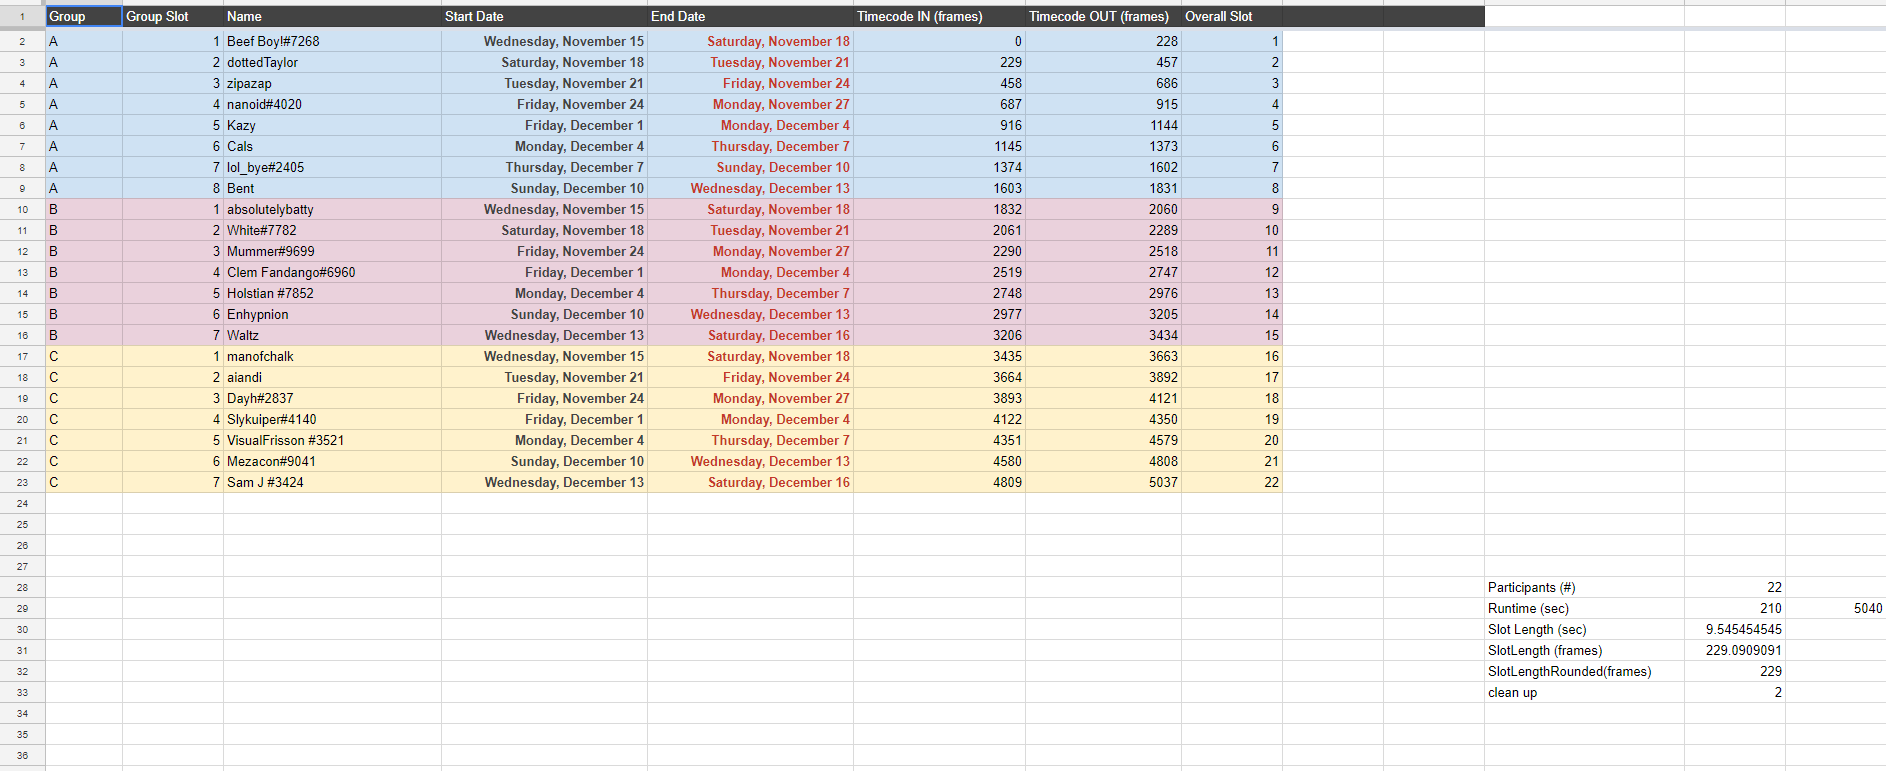 1 Group Group Slot Name Start Date End Date Timecode IN (frames) Timecode OUT (frames) Overall Slot
2 A 1 Beef Boy!#7268 Wednesday, November 15 Saturday, November 18 0 228 1
3 A 2 dottedTaylor Saturday, November 18 Tuesday, November 21 229 457 2
4 A 3 zipazap Tuesday, November 21 Friday, November 24 458 686 3
5 A 4 nanoid#4020 Friday, November 24 Monday, November 27 687 915 4
6 A 5 Kazy Friday, December 1 Monday, December 4 916 1144 5
7 A 6 Cals Monday, December 4 Thursday, December 7 1145 1373 6
8 A 7 lol_bye#2405 Thursday, December 7 Sunday, December 10 1374 1602 7
9 A 8 Bent Sunday, December 10 Wednesday, December 13 1603 1831 8
10 B 1 absolutelybatty Wednesday, November 15 Saturday, November 18 1832 2060 9
11 B 2 White#7782 Saturday, November 18 Tuesday, November 21 2061 2289 10
12 B 3 Mummer#9699 Friday, November 24 Monday, November 27 2290 2518 11
13 B 4 Clem Fandango#6960 Friday, December 1 Monday, December 4 2519 2747 12
14 B 5 Holstian #7852 Monday, December 4 Thursday, December 7 2748 2976 13
15 B 6 Enhypnion Sunday, December 10 Wednesday, December 13 2977 3205 14
16 B 7 Waltz Wednesday, December 13 Saturday, December 16 3206 3434 15
17 C 1 manofchalk Wednesday, November 15 Saturday, November 18 3435 3663 16
18 C 2 aiandi Tuesday, November 21 Friday, November 24 3664 3892 17
19 C 3 Dayh#2837 Friday, November 24 Monday, November 27 3893 4121 18
20 C 4 Slykuiper#4140 Friday, December 1 Monday, December 4 4122 4350 19
21 C 5 VisualFrisson #3521 Monday, December 4 Thursday, December 7 4351 4579 20
22 C 6 Mezacon#9041 Sunday, December 10 Wednesday, December 13 4580 4808 21
23 C 7 Sam J #3424 Wednesday, December 13 Saturday, December 16 4809 5037 22
24
25
26
27
28 Participants (#) 22
29 Runtime (sec) 210 5040
30 Slot Length (sec) 9.545454545
31 SlotLength (frames) 229.0909091
32 SlotLengthRounded(frames) 229
33 clean up 2
34
35
36